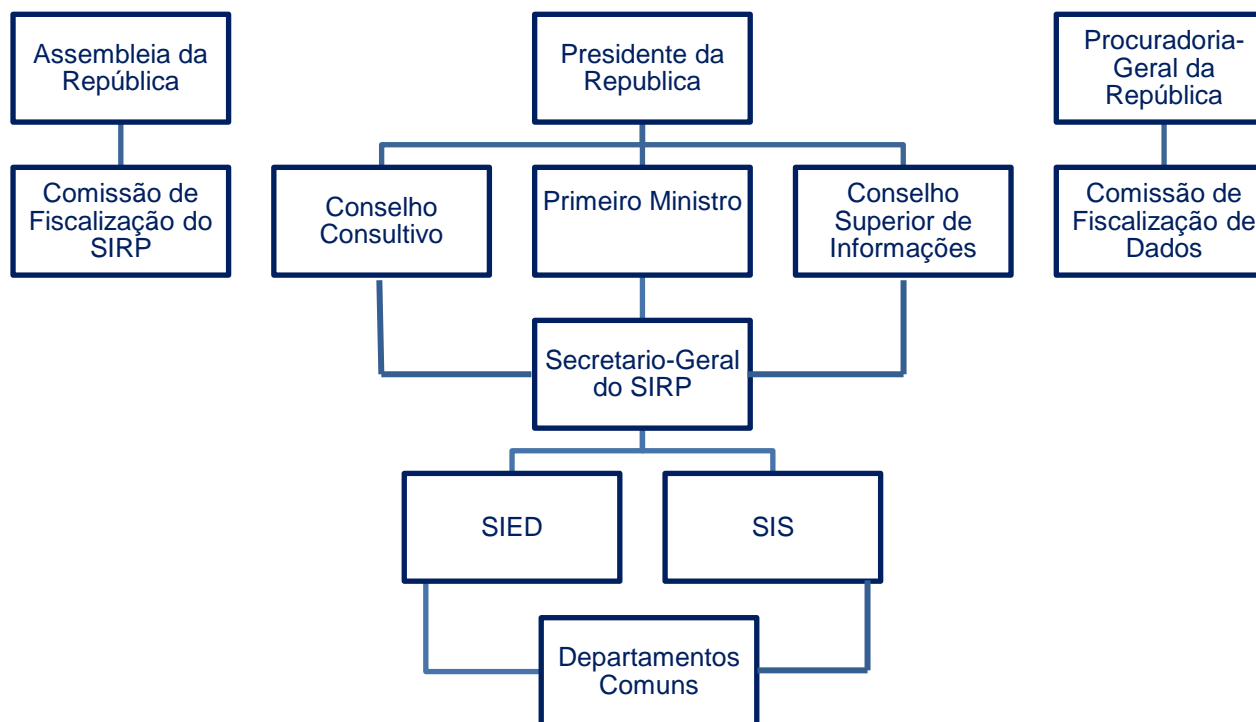 Assembleia da
República
Presidente da
Republica
Procuradoria-
Geral da
República
Comissão de
Fiscalização do
SIRP
Conselho
Consultivo
Primeiro Ministro
Conselho
Superior de
Informações
Comissão de
Fiscalização de
Dados
Secretario-Geral
do SIRP
SIED
SIS
Departamentos
Comuns